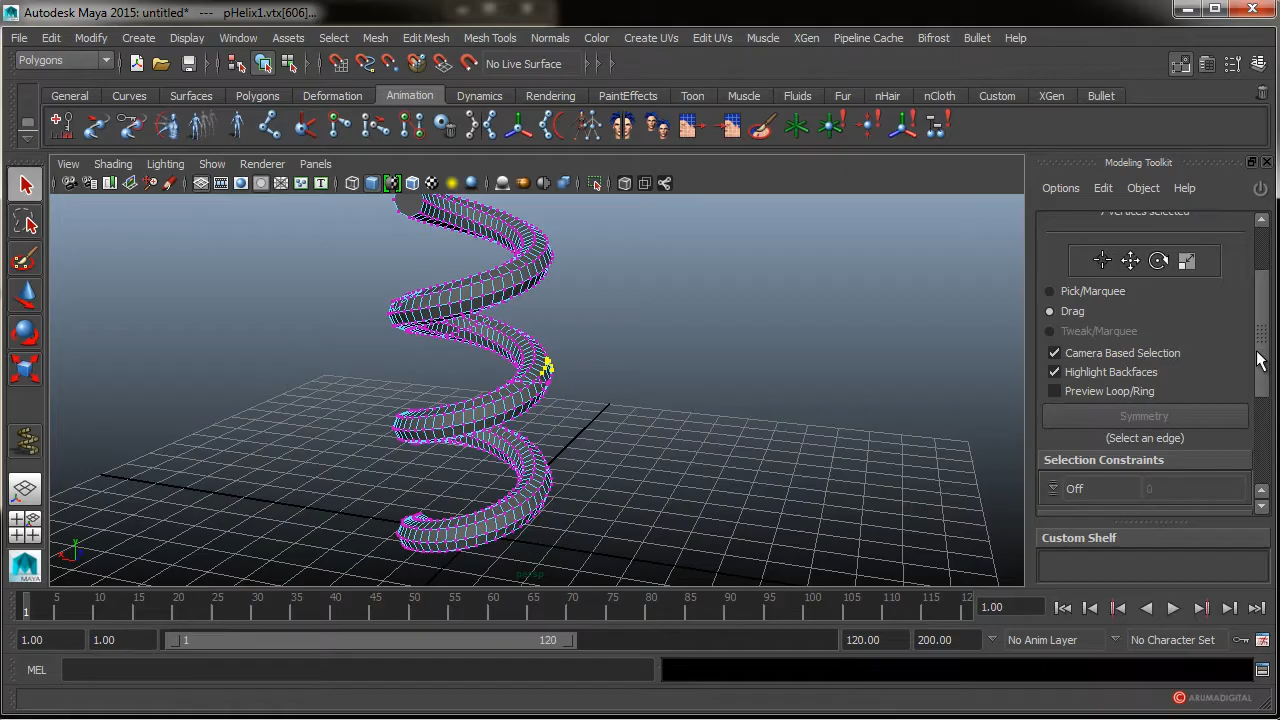 Autodesk Maya 2015: untitled* --- pHelix1.vtx[606]...
File Edit Modify Create Display Window Assets Select Mesh Edit Mesh Mesh Tools Normals Color Create UVs Edit UVs Muscle XGen Pipeline Cache Bifrost Bullet Help
Polygons No Live Surface
General Curves Surfaces Polygons Deformation Animation Dynamics Rendering PaintEffects Toon Muscle Fluids Fur nHair nCloth Custom XGen Bullet
View Shading Lighting Show Renderer Panels
Modeling Toolkit
Options Edit Object Help
7 vertices selected
Pick/Marquee
Drag
Tweak/Marquee
Camera Based Selection
Highlight Backfaces
Preview Loop/Ring
Symmetry
(Select an edge)
Selection Constraints
Off 0
Custom Shelf
persp
MAYA
1 5 10 15 20 25 30 35 40 45 50 55 60 65 70 75 80 85 90 95 100 105 110 115 12 1.00
1.00 1.00 1 120 120.00 200.00 No Anim Layer No Character Set
MEL
© ARUMADIGITAL